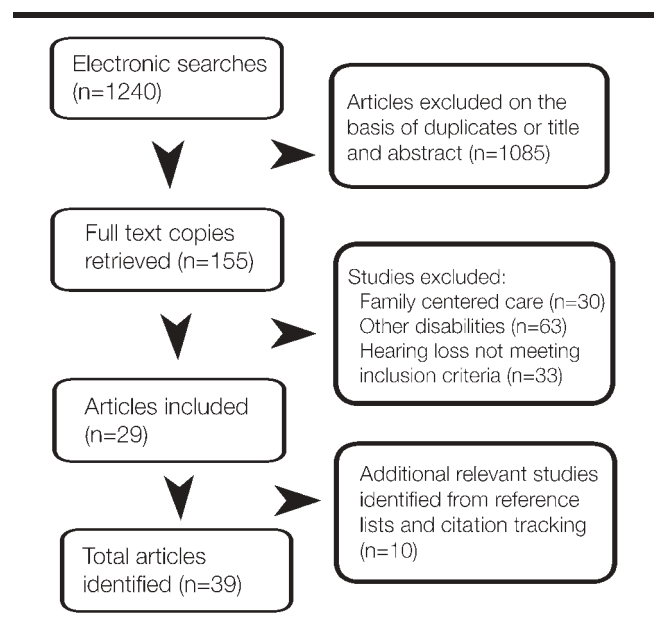 Electronic searches
(n=1240)
Articles excluded on the
basis of duplicates or title
and abstract (n=1085)
Full text copies
retrieved (n=155)
Studies excluded:
Family centered care (n=30)
Other disabilities (n=63)
Hearing loss not meeting
inclusion criteria (n=33)
Articles included
(n=29)
Additional relevant studies
identified from reference
lists and citation tracking
(n=10)
Total articles
identified (n=39)